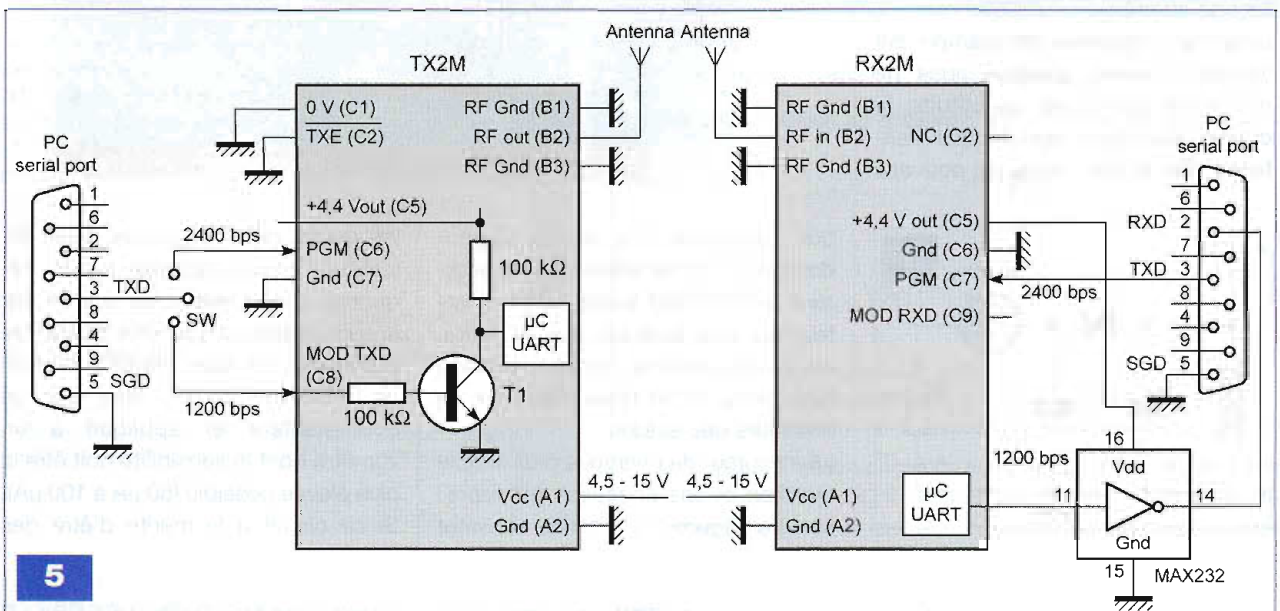 Antenna Antenna
TX2M
RX2M
0 V (C1)
TXE (C2)
RF Gnd (B1)
RF out (B2)
RF Gnd (B3)
RF Gnd (B1)
RF in (B2)
RF Gnd (B3)
NC (C2)
PC
serial port
1
6
2
7
3
8
4
9
5
TXD
SGD
2400 bps
SW
1200 bps
+4,4 Vout (C5)
PGM (C6)
Gnd (C7)
MOD TXD
(C8)
100 kΩ
100 kΩ
µC
UART
T1
Vcc (A1)
Gnd (A2)
4,5 - 15 V
4,5 - 15 V
Vcc (A1)
Gnd (A2)
+4,4 V out (C5)
Gnd (C6)
PGM (C7)
MOD RXD (C9)
µC
UART
2400 bps
1200 bps
PC
serial port
1
6
2
7
3
8
4
9
5
RXD
TXD
SGD
16
Vdd
11
14
Gnd
15
MAX232
5